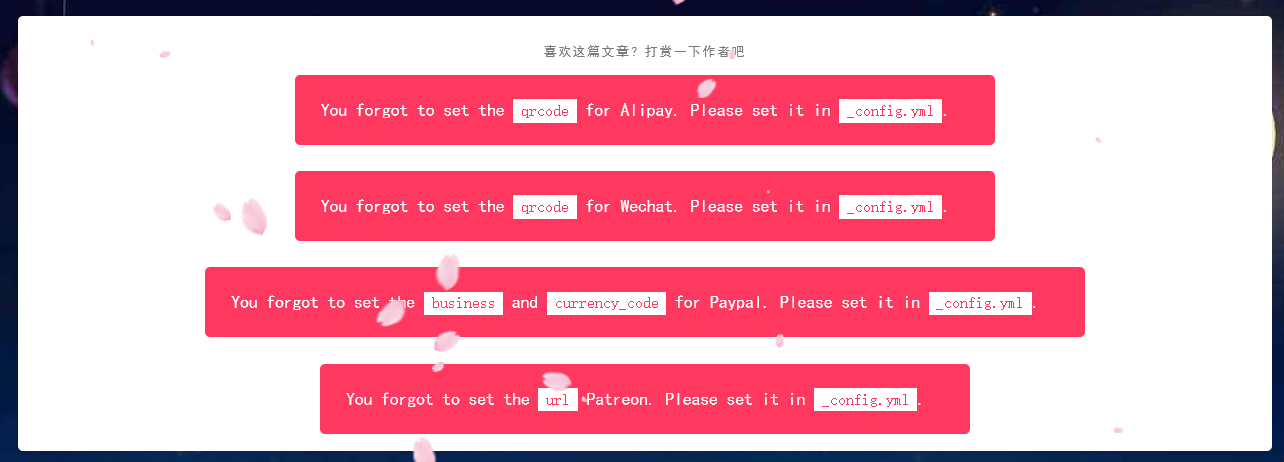 喜欢这篇文章？打赏一下作者吧
You forgot to set the qrcode for Alipay. Please set it in _config.yml.
You forgot to set the qrcode for Wechat. Please set it in _config.yml.
You forgot to set the business and currency_code for Paypal. Please set it in _config.yml.
You forgot to set the url Patreon. Please set it in _config.yml.